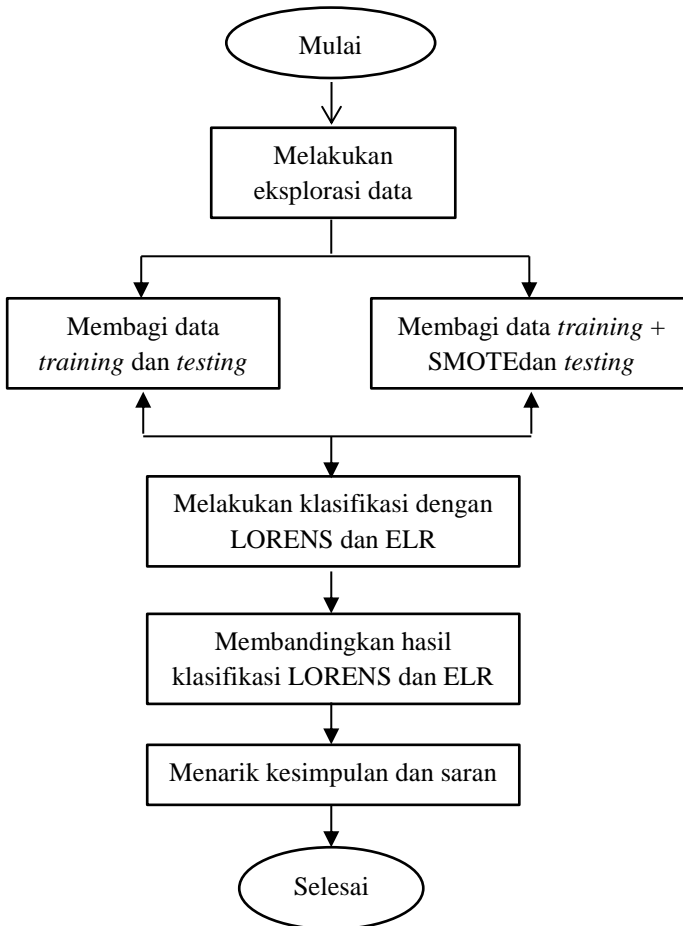 Mulai
Melakukan
eksplorasi data
Membagi data
training dan testing
Membagi data training +
SMOTEdan testing
Melakukan klasifikasi dengan
LORENS dan ELR
Membandingkan hasil
klasifikasi LORENS dan ELR
Menarik kesimpulan dan saran
Selesai